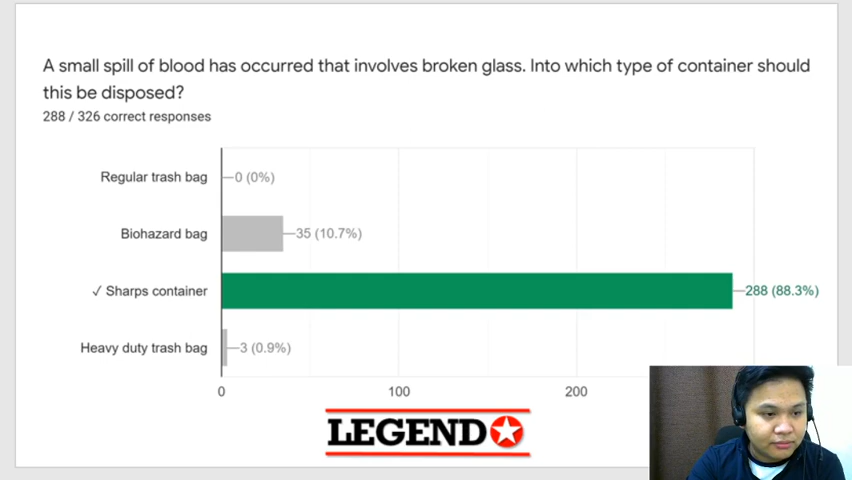 A small spill of blood has occurred that involves broken glass. Into which type of container should
this be disposed?
288 / 326 correct responses
Regular trash bag
0 (0%)
Biohazard bag
35 (10.7%)
✓ Sharps container
288 (88.3%)
Heavy duty trash bag
3 (0.9%)
0
100
200
LEGEND